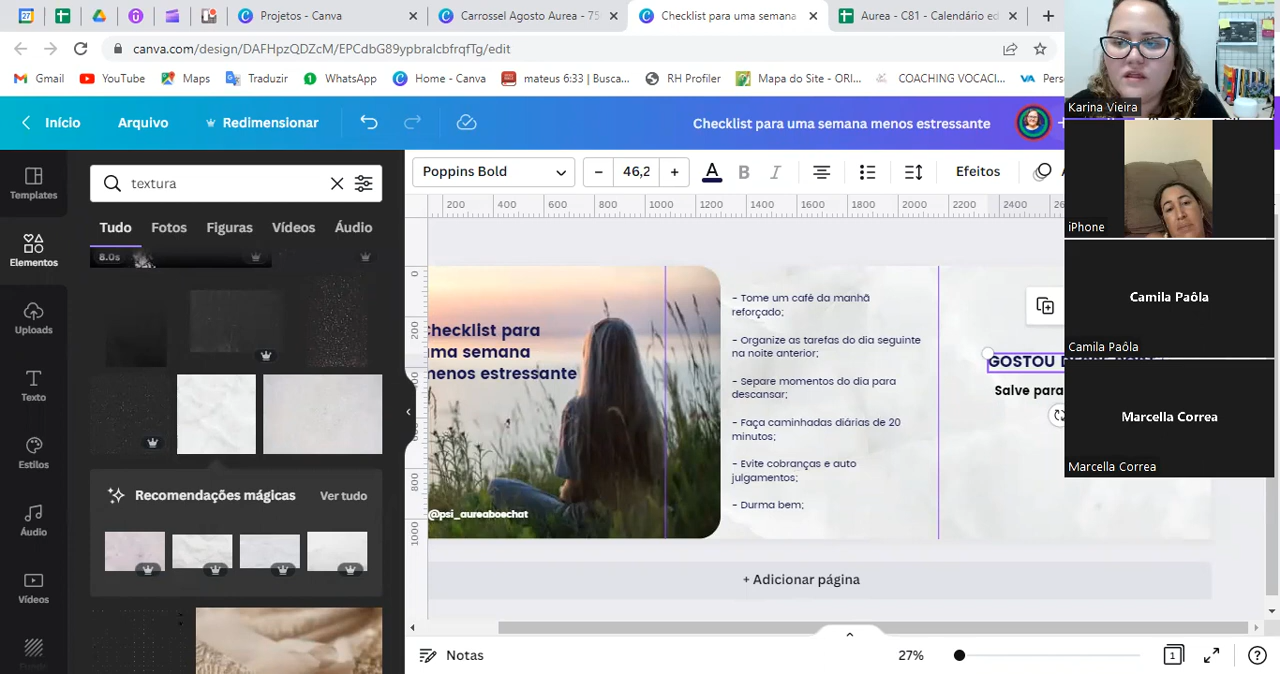 Projetos - Canva
Carrossel Agosto Aurea - 75
Checklist para uma semana
Aurea - C81 - Calendário ed
canva.com/design/DAFHpzQDZcM/EPCdbG89ypbralcbfrqfTg/edit
Gmail
YouTube
Maps
Traduzir
WhatsApp
Home - Canva
mateus 6:33 | Busca...
RH Profiler
Mapa do Site - ORI...
COACHING VOCACI...
Pers
Karina Vieira
Início
Arquivo
Redimensionar
Checklist para uma semana menos estressante
Templates
Elementos
Uploads
Texto
Estilos
Áudio
Vídeos
Fundo
textura
Tudo
Fotos
Figuras
Vídeos
Áudio
8.0s
Recomendações mágicas
Ver tudo
Poppins Bold
– 46,2 +
A
B
I
Efeitos
200 400 600 800 1000 1200 1400 1600 1800 2000 2200 2400
0
200
800
1000
Checklist para
uma semana
menos estressante
@psi_aureaboechat
- Tome um café da manhã
reforçado;
- Organize as tarefas do dia seguinte
na noite anterior;
- Separe momentos do dia para
descansar;
- Faça caminhadas diárias de 20
minutos;
- Evite cobranças e auto
julgamentos;
- Durma bem;
GOSTOU
Salve para
iPhone
Camila Paôla
Camila Paôla
Marcella Correa
Marcella Correa
+ Adicionar página
Notas
27%
1